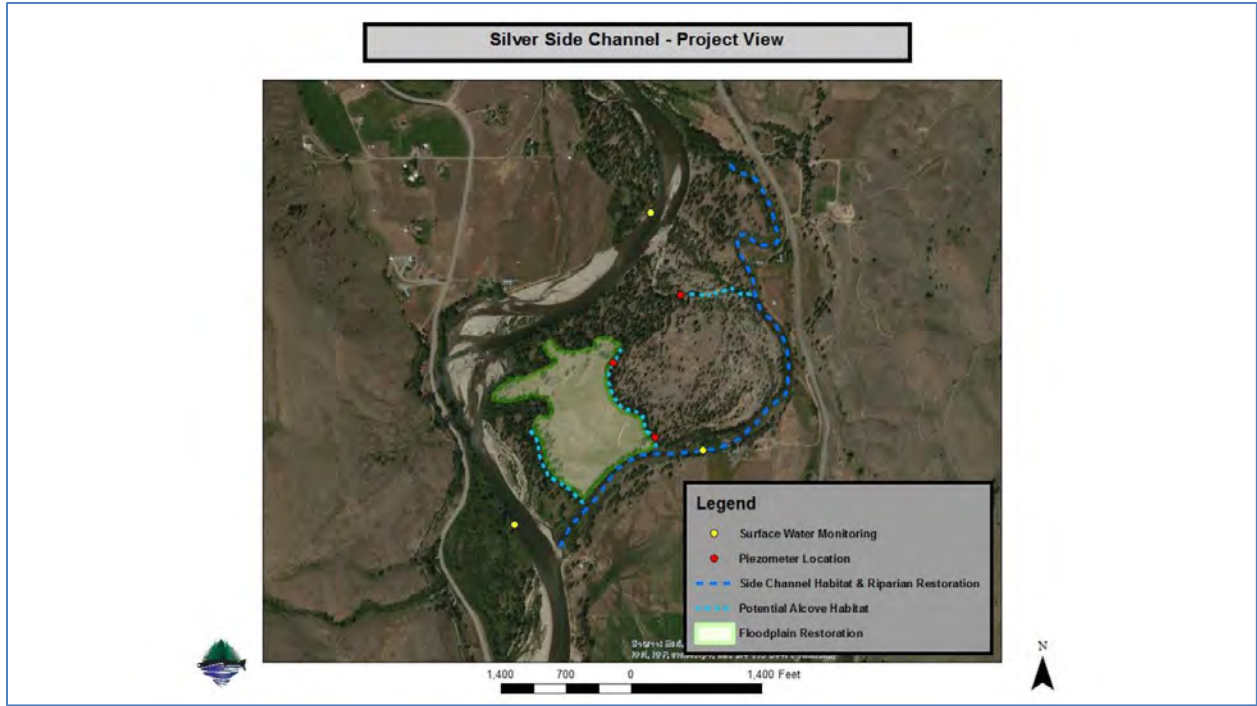 Silver Side Channel - Project View
Legend
Surface Water Monitoring
Piezometer Location
Side Channel Habitat & Riparian Restoration
Potential Alcove Habitat
Floodplain Restoration
N
1,400 700 0 1,400 Feet